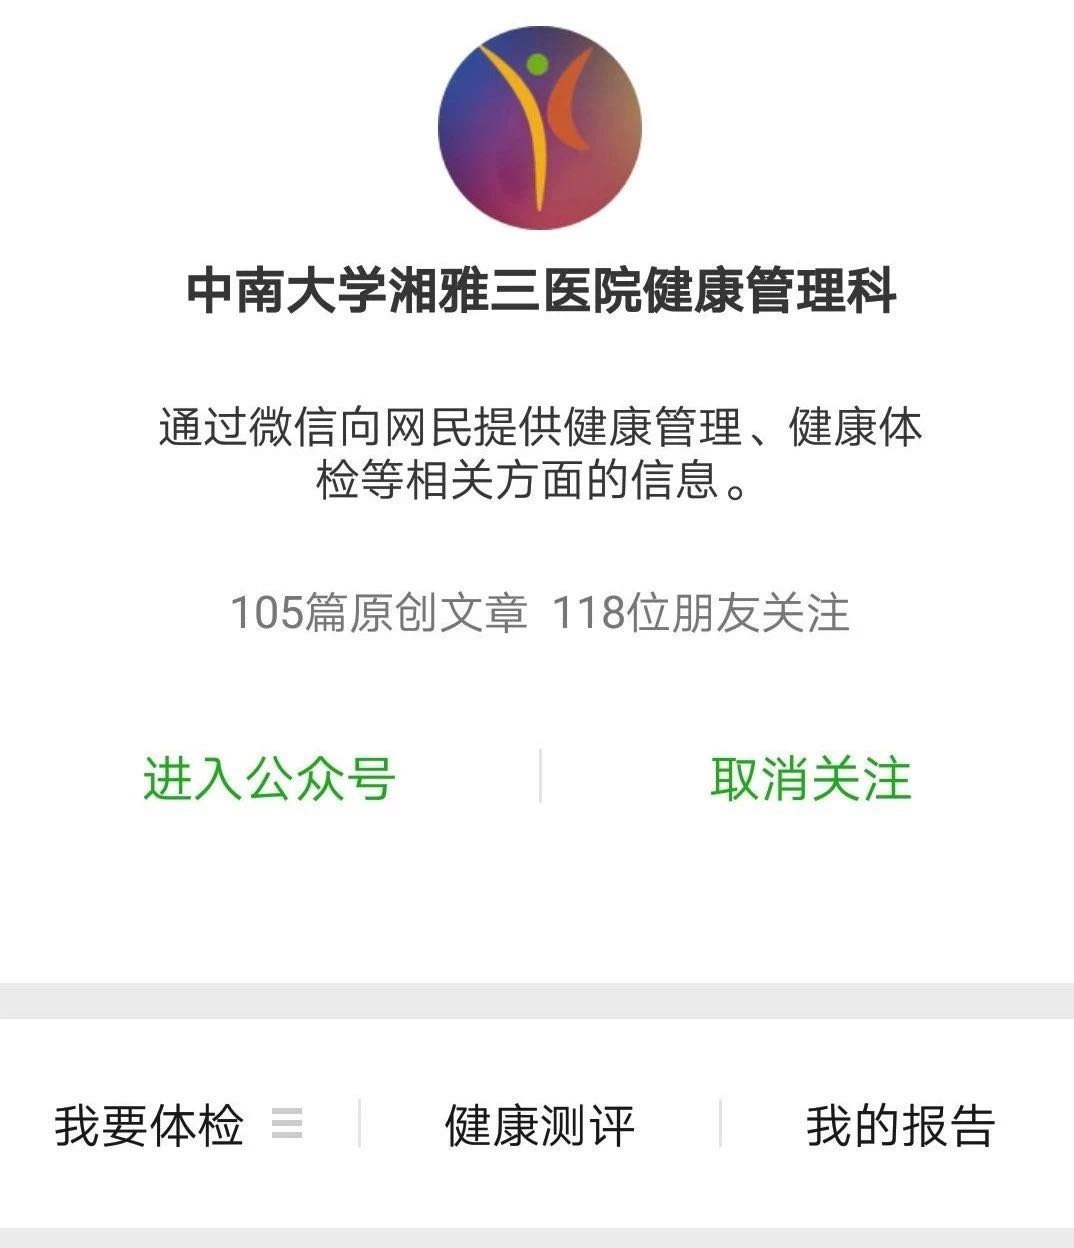 中南大学湘雅三医院健康管理科
通过微信向网民提供健康管理、健康体
检等相关方面的信息。
105篇原创文章 118位朋友关注
进入公众号 取消关注
我要体检 健康测评 我的报告